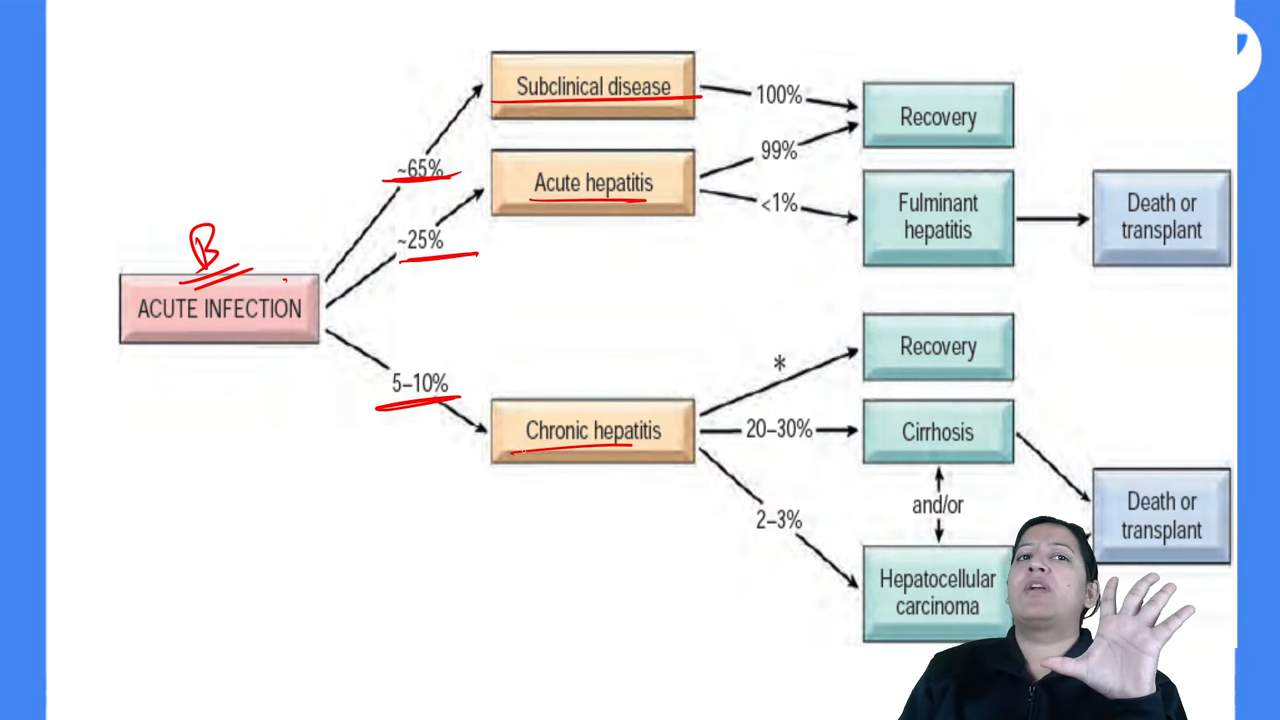 Subclinical disease
100%
Recovery
99%
~65%
Acute hepatitis
<1%
Fulminant
hepatitis
Death or
transplant
~25%
B
ACUTE INFECTION
5–10%
Chronic hepatitis
*
Recovery
20–30%
Cirrhosis
and/or
2–3%
Hepatocellular
carcinoma
Death or
transplant